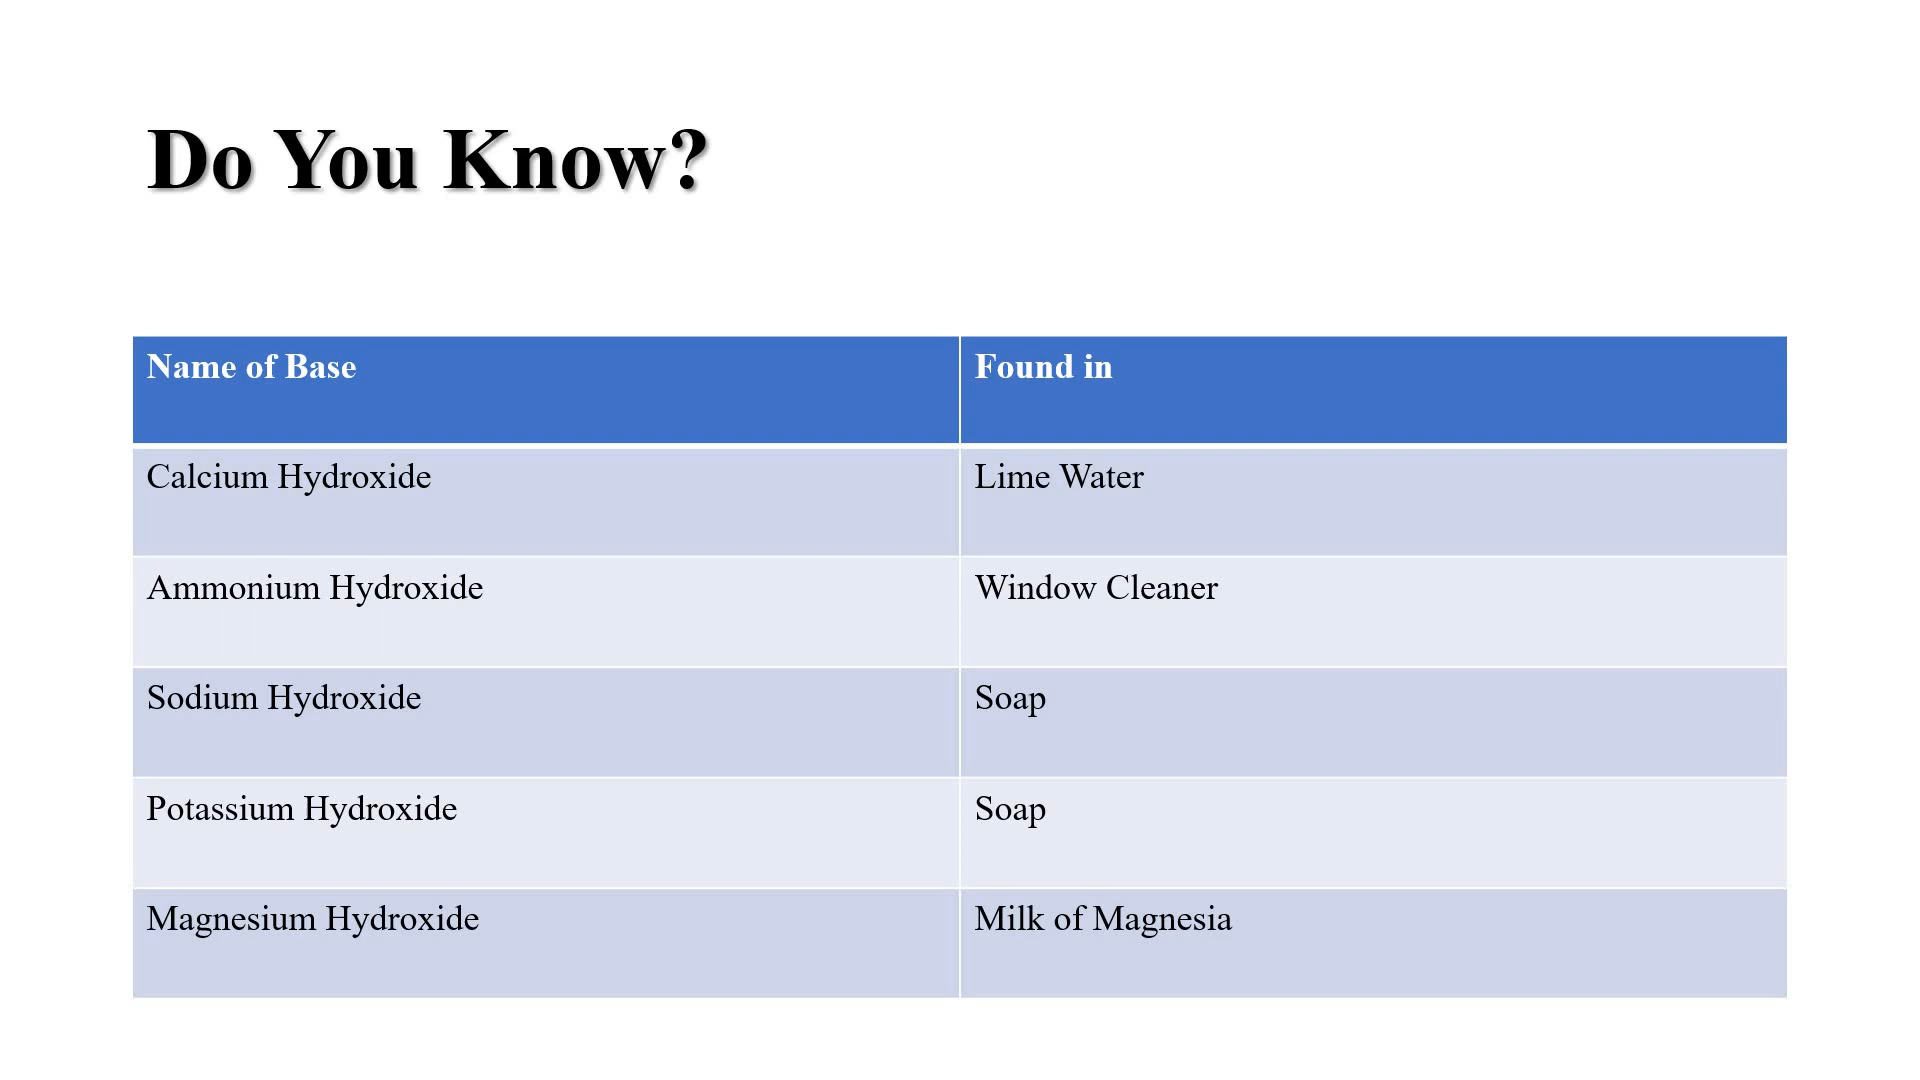 Do You Know?
Name of Base Found in
Calcium Hydroxide Lime Water
Ammonium Hydroxide Window Cleaner
Sodium Hydroxide Soap
Potassium Hydroxide Soap
Magnesium Hydroxide Milk of Magnesia